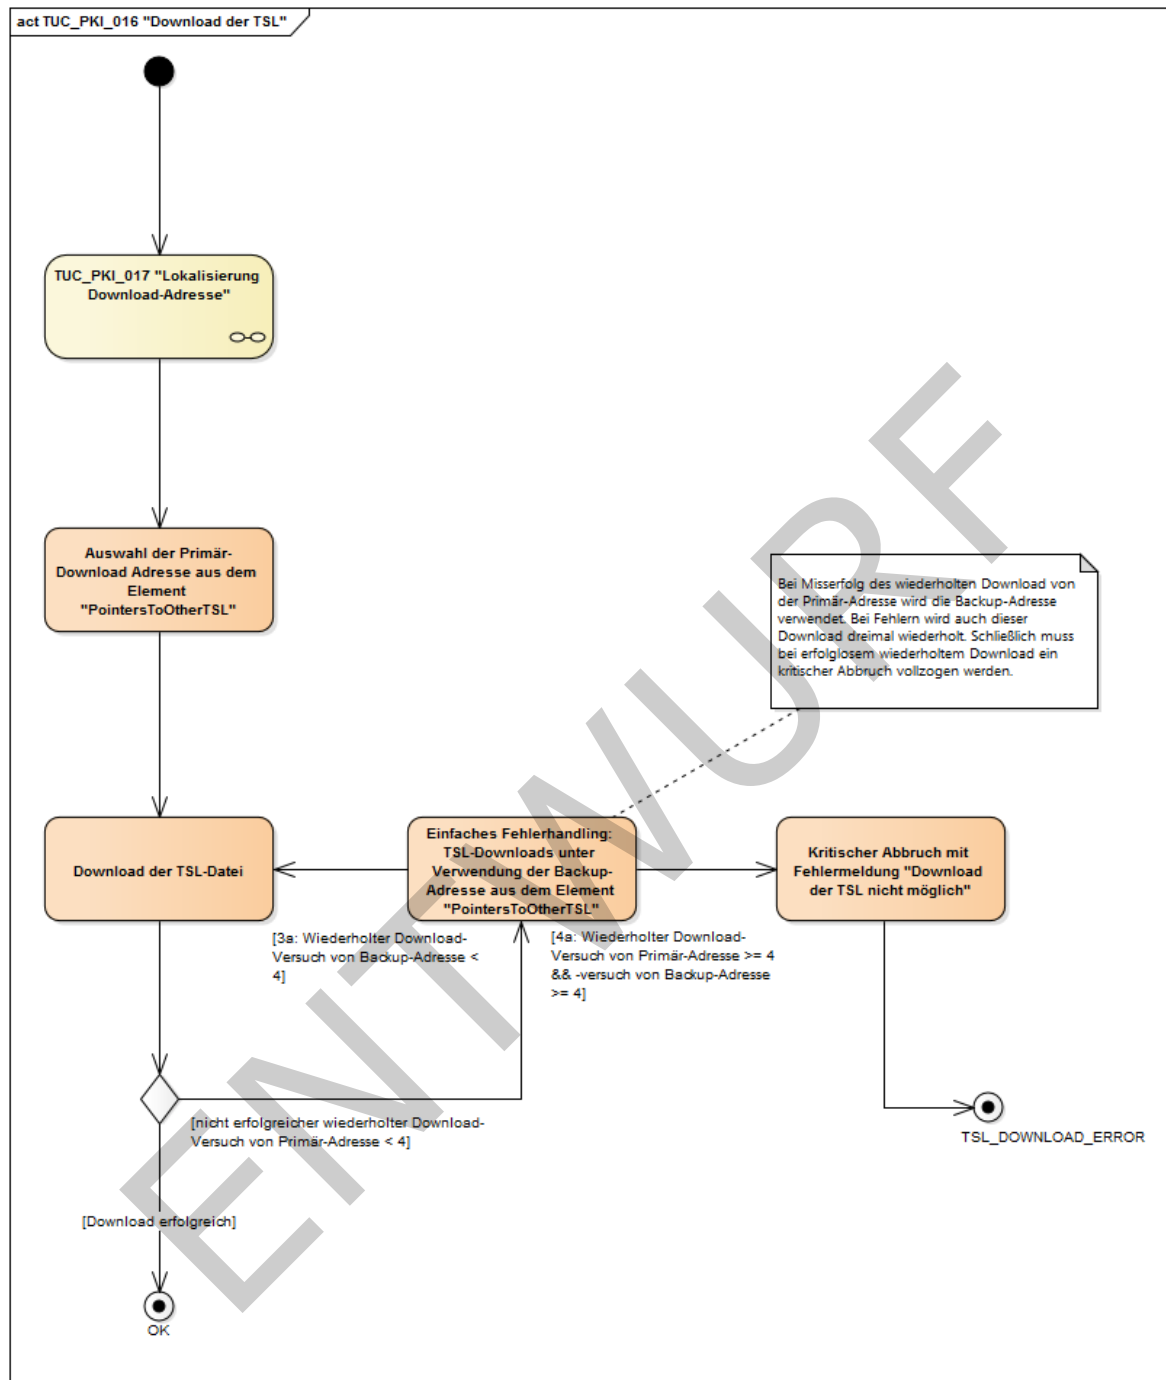 act TUC_PKI_016 "Download der TSL"
TUC_PKI_017 "Lokalisierung
Download-Adresse"
Auswahl der Primär-
Download Adresse aus dem
Element
"PointersToOtherTSL"
Bei Misserfolg des wiederholten Download von
der Primär-Adresse wird die Backup-Adresse
verwendet. Bei Fehlern wird auch dieser
Download dreimal wiederholt. Schließlich muss
bei erfolglosem wiederholtem Download ein
kritischer Abbruch vollzogen werden.
Download der TSL-Datei
Einfaches Fehlerhandling:
TSL-Downloads unter
Verwendung der Backup-
Adresse aus dem Element
"PointersToOtherTSL"
Kritischer Abbruch mit
Fehlermeldung "Download
der TSL nicht möglich"
[3a: Wiederholter Download-
Versuch von Backup-Adresse <
4]
[4a: Wiederholter Download-
Versuch von Primär-Adresse >= 4
&& -versuch von Backup-Adresse
>= 4]
[nicht erfolgreicher wiederholter Download-
Versuch von Primär-Adresse < 4]
TSL_DOWNLOAD_ERROR
[Download erfolgreich]
OK
ENTWURF